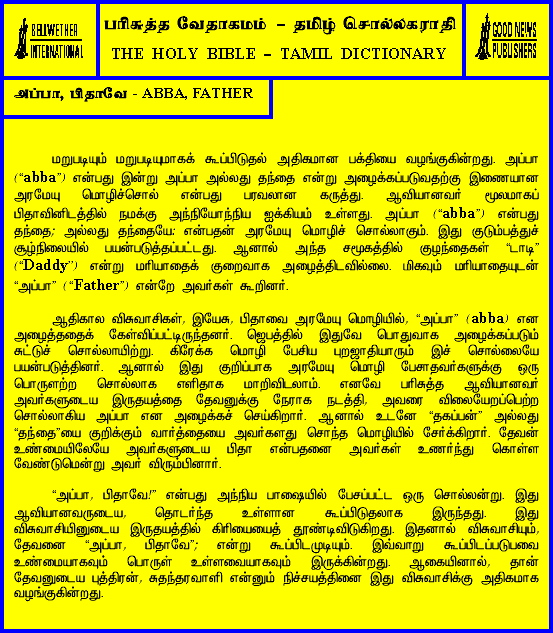 BELLWETHER
INTERNATIONAL
பரிசுத்த வேதாகமம் – தமிழ் சொல்லகராதி
THE HOLY BIBLE – TAMIL DICTIONARY
GOOD NEWS
PUBLISHERS
அப்பா, பிதாவே - ABBA, FATHER
மறுபடியும் மறுபடியுமாகக் கூப்பிடுதல் அதிகமான பக்தியை வழங்குகின்றது. அப்பா
(“abba”) என்பது இன்று அப்பா அல்லது தந்தை என்று அழைக்கப்படுவதற்கு இணையான
அரமேயு மொழிச்சொல் என்பது பரவலான கருத்து. ஆவியானவர் மூலமாகப்
பிதாவினிடத்தில் நமக்கு அந்நியோந்நிய ஐக்கியம் உள்ளது. அப்பா (“abba”) என்பது
தந்தை; அல்லது தந்தையே: என்பதன் அரமேயு மொழிச் சொல்லாகும். இது குடும்பத்துச்
சூழ்நிலையில் பயன்படுத்தப்பட்டது. ஆனால் அந்த சமூகத்தில் குழந்தைகள் “டாடி”
(“Daddy”) என்று மரியாதைக் குறைவாக அழைத்திடவில்லை. மிகவும் மரியாதையுடன்
“அப்பா” (“Father”) என்றே அவர்கள் கூறினர்.
ஆதிகால விசுவாசிகள், இயேசு, பிதாவை அரமேயு மொழியில், “அப்பா” (abba) என
அழைத்ததைக் கேள்விப்பட்டிருந்தனர். ஜெபத்தில் இதுவே பொதுவாக அழைக்கப்படும்
சுட்டுச் சொல்லாயிற்று. கிரேக்க மொழி பேசிய புறஜாதியாரும் இச் சொல்லையே
பயன்படுத்தினர். ஆனால் இது குறிப்பாக அரமேயு மொழி பேசாதவர்களுக்கு ஒரு
பொருளற்ற சொல்லாக எளிதாக மாறிவிடலாம். எனவே பரிசுத்த ஆவியானவர்
அவர்களுடைய இருதயத்தை தேவனுக்கு நேராக நடத்தி, அவரை விலையேறப்பெற்ற
சொல்லாகிய அப்பா என அழைக்கச் செய்கிறார். ஆனால் உடனே “தகப்பன்” அல்லது
“தந்தை”யை குறிக்கும் வார்த்தையை அவர்களது சொந்த மொழியில் சேர்க்கிறார். தேவன்
உண்மையிலேயே அவர்களுடைய பிதா என்பதனை அவர்கள் உணர்ந்து கொள்ள
வேண்டுமென்று அவர் விரும்பினார்.
“அப்பா, பிதாவே!” என்பது அந்நிய பாஷையில் பேசப்பட்ட ஒரு சொல்லன்று. இது
ஆவியானவருடைய, தொடர்ந்த உள்ளான கூப்பிடுதலாக இருந்தது. இது
விசுவாசியினுடைய இருதயத்தில் கிரியையைத் தூண்டிவிடுகிறது. இதனால் விசுவாசியும்,
தேவனை “அப்பா, பிதாவே”; என்று கூப்பிடமுடியும். இவ்வாறு கூப்பிடப்படுபவை
உண்மையாகவும் பொருள் உள்ளவையாகவும் இருக்கின்றது. ஆகையினால், தான்
தேவனுடைய புத்திரன், சுதந்தரவாளி என்னும் நிச்சயத்தினை இது விசுவாசிக்கு அதிகமாக
வழங்குகின்றது.